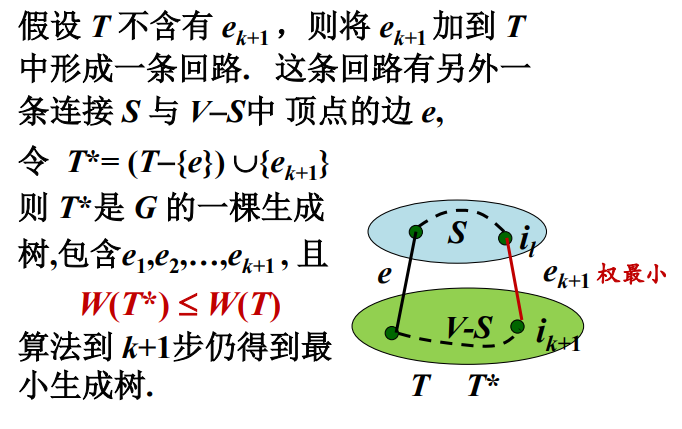 假设 T 不含有 eₖ₊₁ ，则将 eₖ₊₁ 加到 T
中形成一条回路. 这条回路有另外一
条连接 S 与 V–S中 顶点的边 e,
令 T*= (T–{e}) ∪{eₖ₊₁}
则 T*是 G 的一棵生成
树,包含e₁,e₂,…,eₖ₊₁ , 且
W(T*) ≤ W(T)
算法到 k+1步仍得到最
小生成树.
S
iₗ
e
eₖ₊₁ 权最小
V-S
iₖ₊₁
T T*